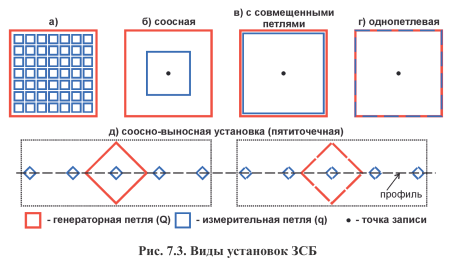 а)
б) соосная
в) с совмещенными
петлями
г) однопетлевая
д) соосно-выносная установка (пятиточечная)
профиль
- генераторная петля (Q)
- измерительная петля (q)
- точка записи
Рис. 7.3. Виды установок ЗСБ